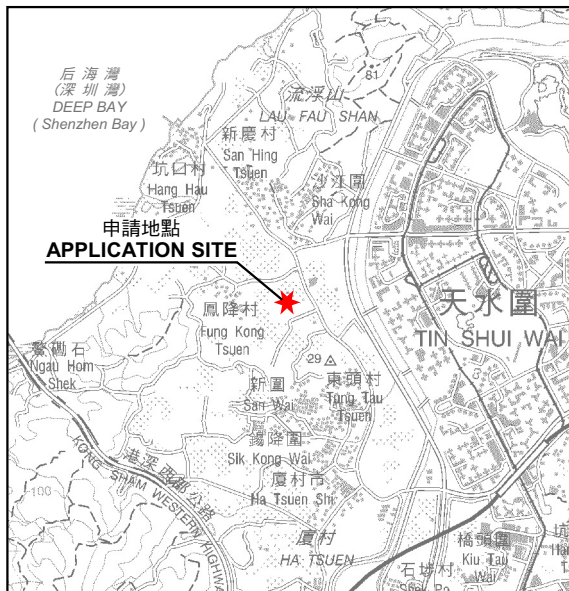 后海灣
(深圳灣)
DEEP BAY
( Shenzhen Bay )
81
流浮山
LAU FAU SHAN
新慶村
San Hing
Tsuen
坑口村
Hang Hau
Tsuen
沙江圍
Sha Kong
Wai
申請地點
APPLICATION SITE
天水圍
TIN SHUI WAI
鳳降村
Fung Kong
Tsuen
鰲磡石
Ngau Hom
Shek
29
新圍
San Wai
東頭村
Tung Tau
Tsuen
錫降圍
Sik Kong Wai
港深西部公路
KONG SHAM WESTERN HIGHWAY
廈村市
Ha Tsuen Shi
100
廈村
HA TSUEN
橋頭圍
Kiu Tau
Wai
石埗村